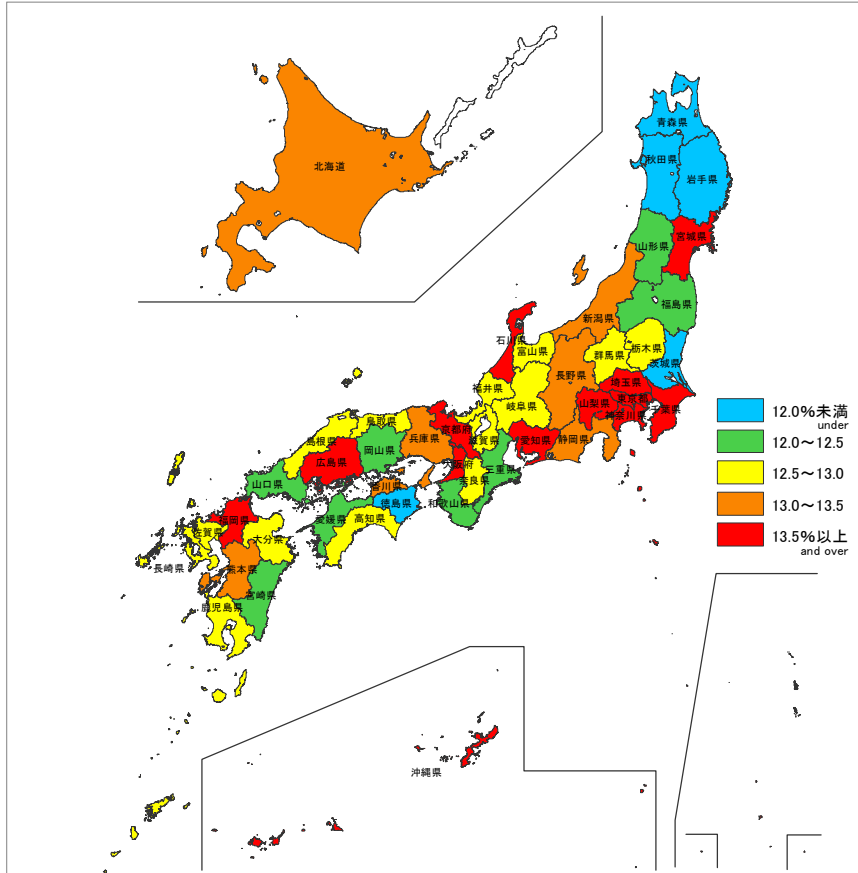 北海道
青森県
秋田県
岩手県
山形県
宮城県
福島県
新潟県
石川県
富山県
群馬県
栃木県
茨城県
長野県
埼玉県
福井県
岐阜県
山梨県
東京都
神奈川県
千葉県
鳥取県
島根県
兵庫県
京都府
滋賀県
愛知県
静岡県
岡山県
広島県
大阪府
三重県
奈良県
山口県
香川県
徳島県
和歌山県
愛媛県
高知県
福岡県
佐賀県
大分県
長崎県
熊本県
宮崎県
鹿児島県
沖縄県
12.0%未満
under
12.0～12.5
12.5～13.0
13.0～13.5
13.5%以上
and over